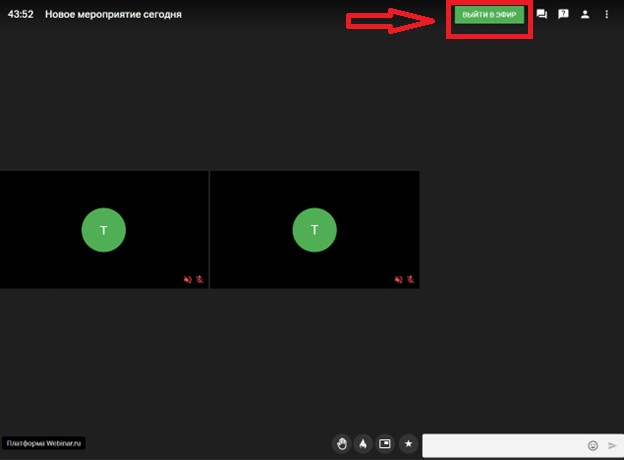 43:52 Новое мероприятие сегодня
ВЫЙТИ В ЭФИР
T
T
Платформа Webinar.ru